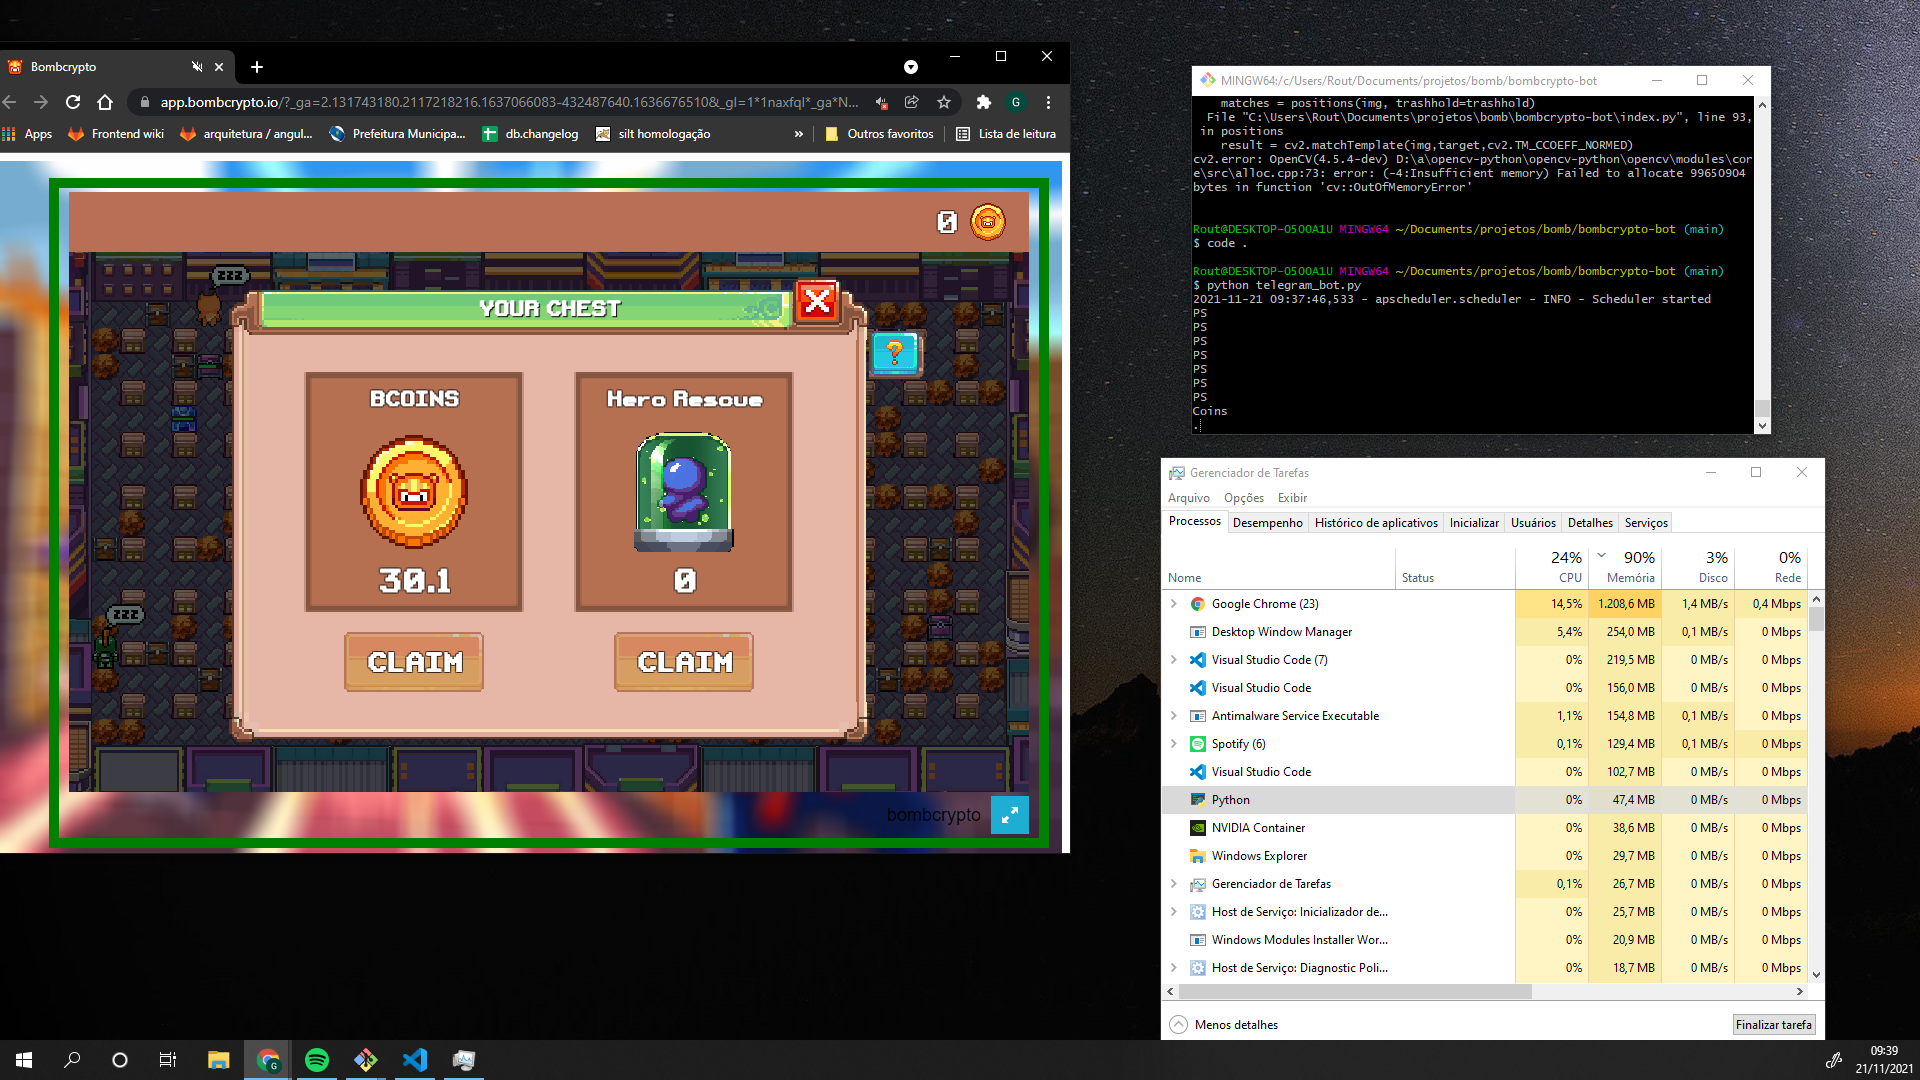 Bombcrypto
app.bombcrypto.io/?_ga=2.131743180.2117218216.1637066083-432487640.1636676510&_gl=1*1naxfql*_ga*N...
G
Apps
Frontend wiki
arquitetura / angul...
Prefeitura Municipa...
db.changelog
silt homologação
»
Outros favoritos
Lista de leitura
0
zzz
YOUR CHEST
?
BCOINS
Hero Rescue
30.1
0
zzz
CLAIM
CLAIM
bombcrypto
MINGW64:/c/Users/Rout/Documents/projetos/bomb/bombcrypto-bot
matches = positions(img, trashhold=trashhold)
File "C:\Users\Rout\Documents\projetos\bomb\bombcrypto-bot\index.py", line 93,
in positions
result = cv2.matchTemplate(img,target,cv2.TM_CCOEFF_NORMED)
cv2.error: OpenCV(4.5.4-dev) D:\a\opencv-python\opencv-python\opencv\modules\cor
e\src\alloc.cpp:73: error: (-4:Insufficient memory) Failed to allocate 99650904
bytes in function 'cv::OutOfMemoryError'
Rout@DESKTOP-0500A1U MINGW64 ~/Documents/projetos/bomb/bombcrypto-bot (main)
$ code .
Rout@DESKTOP-0500A1U MINGW64 ~/Documents/projetos/bomb/bombcrypto-bot (main)
$ python telegram_bot.py
2021-11-21 09:37:46,533 - apscheduler.scheduler - INFO - Scheduler started
PS
PS
PS
PS
PS
PS
PS
Coins
.
Gerenciador de Tarefas
Arquivo Opções Exibir
Processos Desempenho Histórico de aplicativos Inicializar Usuários Detalhes Serviços
24% 90% 3% 0%
Nome Status CPU Memória Disco Rede
Google Chrome (23) 14,5% 1.208,6 MB 1,4 MB/s 0,4 Mbps
Desktop Window Manager 5,4% 254,0 MB 0,1 MB/s 0 Mbps
Visual Studio Code (7) 0% 219,5 MB 0 MB/s 0 Mbps
Visual Studio Code 0% 156,0 MB 0 MB/s 0 Mbps
Antimalware Service Executable 1,1% 154,8 MB 0,1 MB/s 0 Mbps
Spotify (6) 0,1% 129,4 MB 0,1 MB/s 0 Mbps
Visual Studio Code 0% 102,7 MB 0 MB/s 0 Mbps
Python 0% 47,4 MB 0 MB/s 0 Mbps
NVIDIA Container 0% 38,6 MB 0 MB/s 0 Mbps
Windows Explorer 0% 29,7 MB 0 MB/s 0 Mbps
Gerenciador de Tarefas 0,1% 26,7 MB 0 MB/s 0 Mbps
Host de Serviço: Inicializador de... 0% 25,7 MB 0 MB/s 0 Mbps
Windows Modules Installer Wor... 0% 20,9 MB 0 MB/s 0 Mbps
Host de Serviço: Diagnostic Poli... 0% 18,7 MB 0 MB/s 0 Mbps
Menos detalhes
Finalizar tarefa
G
09:39
21/11/2021